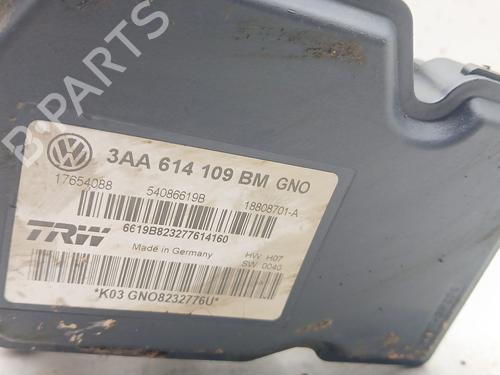 B-PARTS
3AA 614 109 BM GNO
17654088 54086619B 18808701-A
TRW
6619B823277614160
Made in Germany
HW H07
SW 0040
*K03 GNO8232776U*